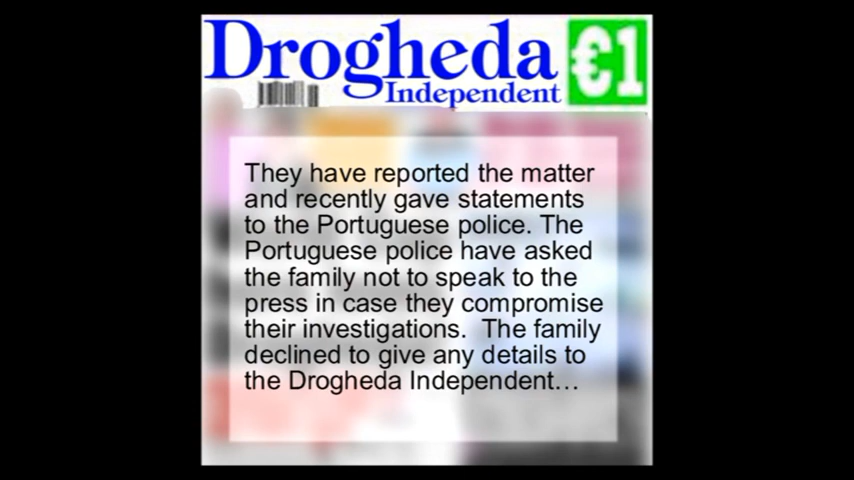 Drogheda
Independent
€1
They have reported the matter
and recently gave statements
to the Portuguese police. The
Portuguese police have asked
the family not to speak to the
press in case they compromise
their investigations.  The family
declined to give any details to
the Drogheda Independent…